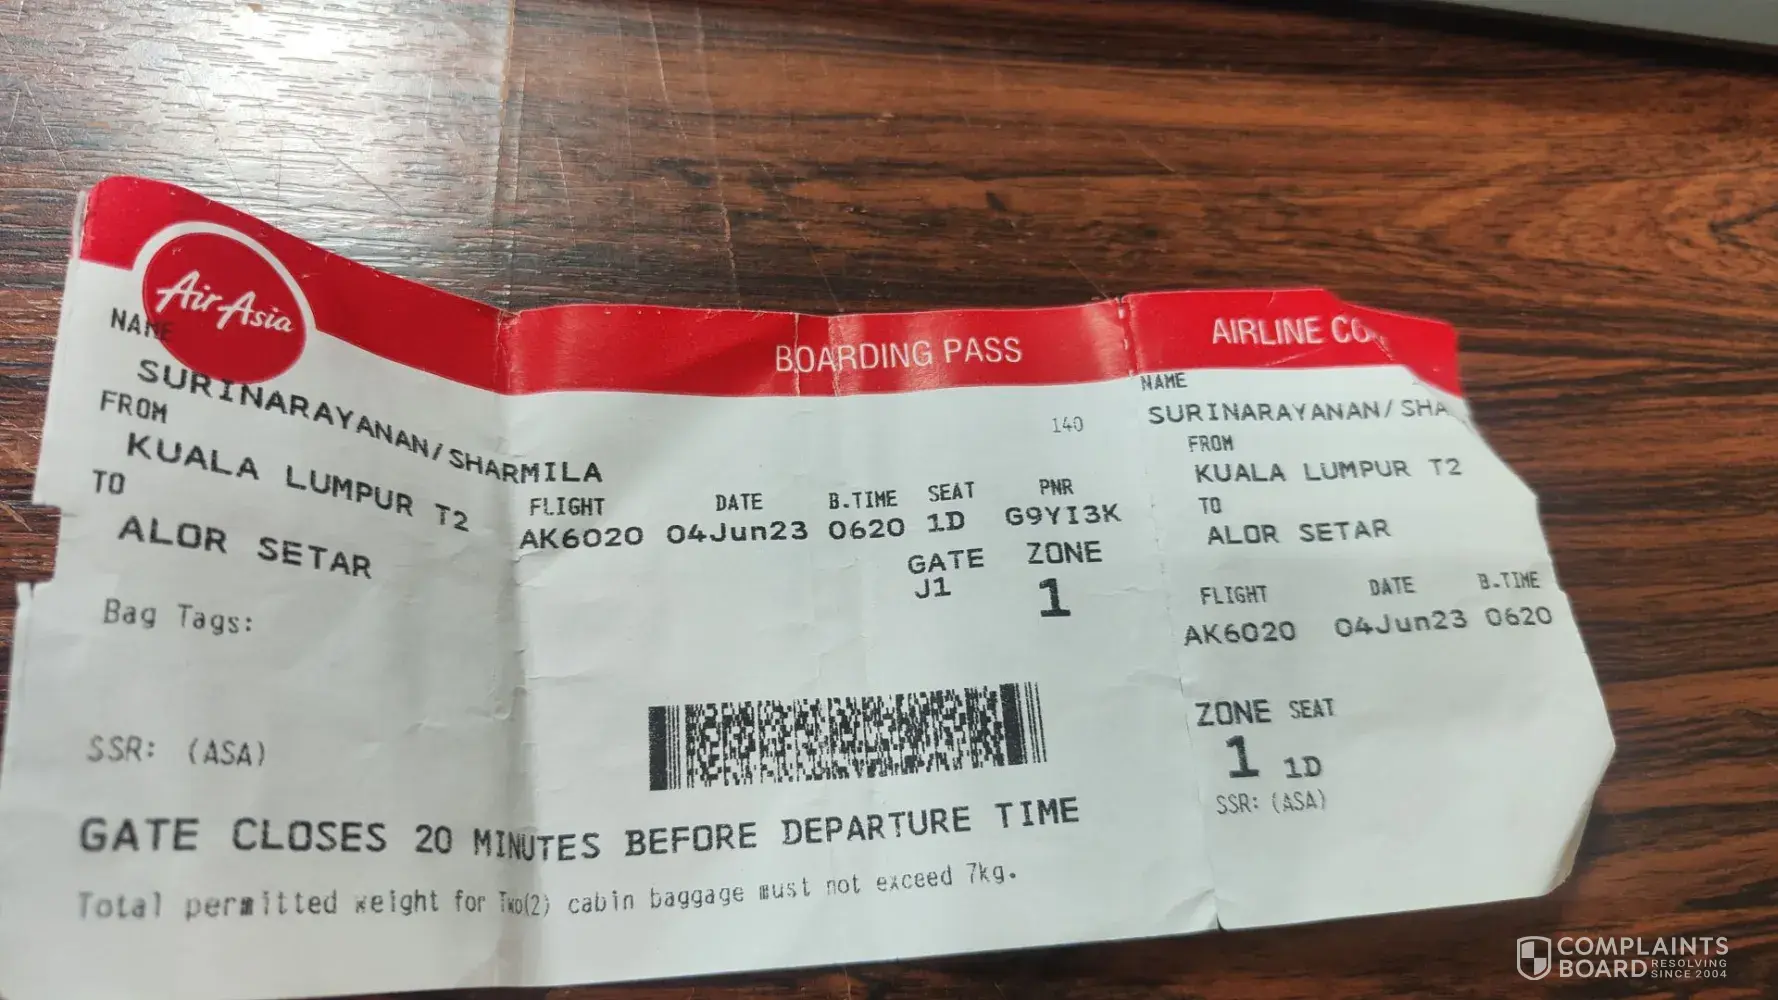 AirAsia
BOARDING PASS
AIRLINE
NAME
SURINARAYANAN/SHARMILA
FROM
KUALA LUMPUR T2
TO
ALOR SETAR
Bag Tags:
SSR: (ASA)
140
FLIGHT DATE B.TIME SEAT PNR
AK6020 04Jun23 0620 1D G9YI3K
GATE ZONE
J1 1
GATE CLOSES 20 MINUTES BEFORE DEPARTURE TIME
Total permitted weight for Two(2) cabin baggage must not exceed 7kg.
NAME
SURINARAYANAN/SHA
FROM
KUALA LUMPUR T2
TO
ALOR SETAR
FLIGHT DATE B.TIME
AK6020 04Jun23 0620
ZONE SEAT
1 1D
SSR: (ASA)
COMPLAINTS
BOARD RESOLVING
SINCE 2004